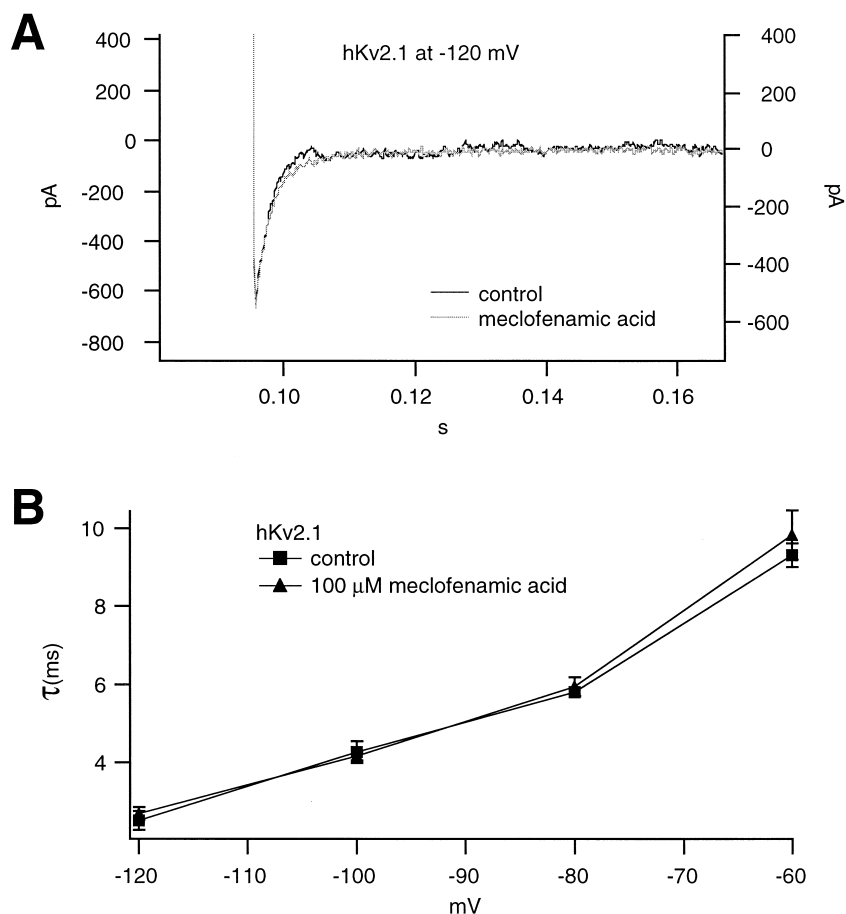 A
hKv2.1 at -120 mV
400
200
0
-200
-400
-600
-800
pA
400
200
0
-200
-400
-600
pA
control
meclofenamic acid
0.10 0.12 0.14 0.16
s
B
hKv2.1
control
100 μM meclofenamic acid
10
8
6
4
τ(ms)
-120 -110 -100 -90 -80 -70 -60
mV